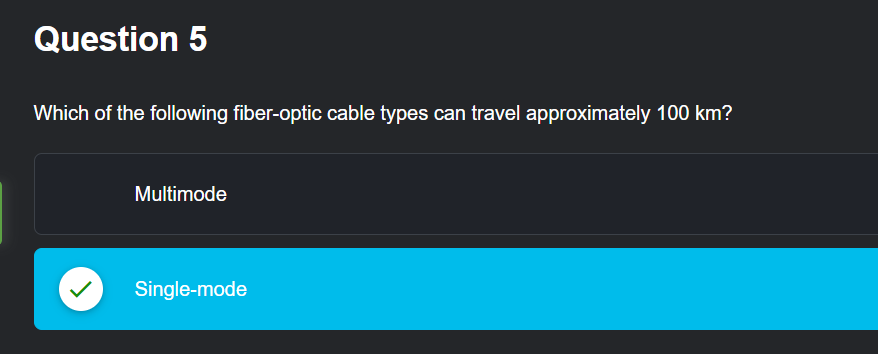 Question 5
Which of the following fiber-optic cable types can travel approximately 100 km?
Multimode
Single-mode